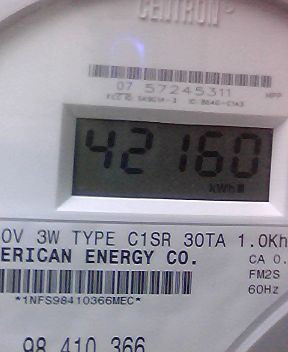 CENTRON
07 57245311
MPP
42160
kWh
0V 3W TYPE C1SR 30TA 1.0Kh
ERICAN ENERGY CO.
CA 0.
FM2S
60Hz
*1NFS98410366MEC*
98 410 366